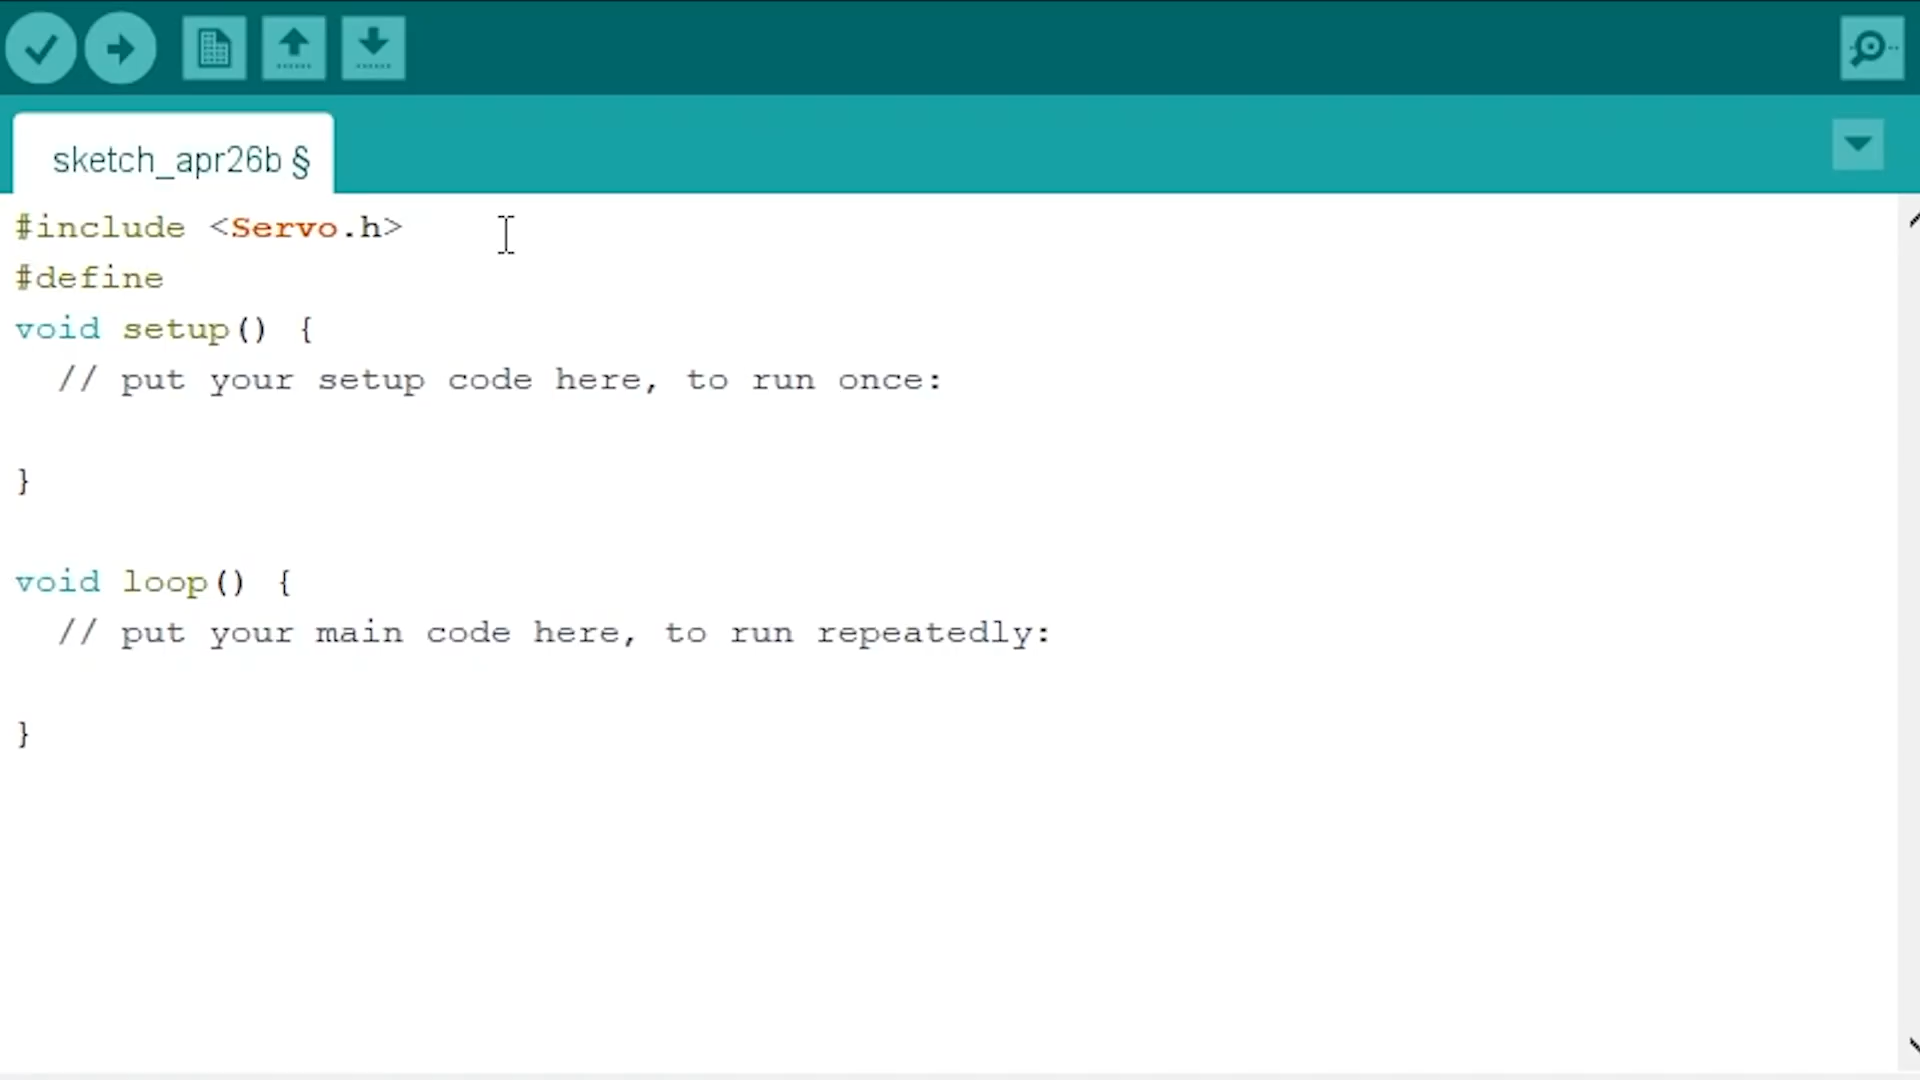 sketch_apr26b §
#include <Servo.h>
#define
void setup() {
  // put your setup code here, to run once:

}

void loop() {
  // put your main code here, to run repeatedly:

}